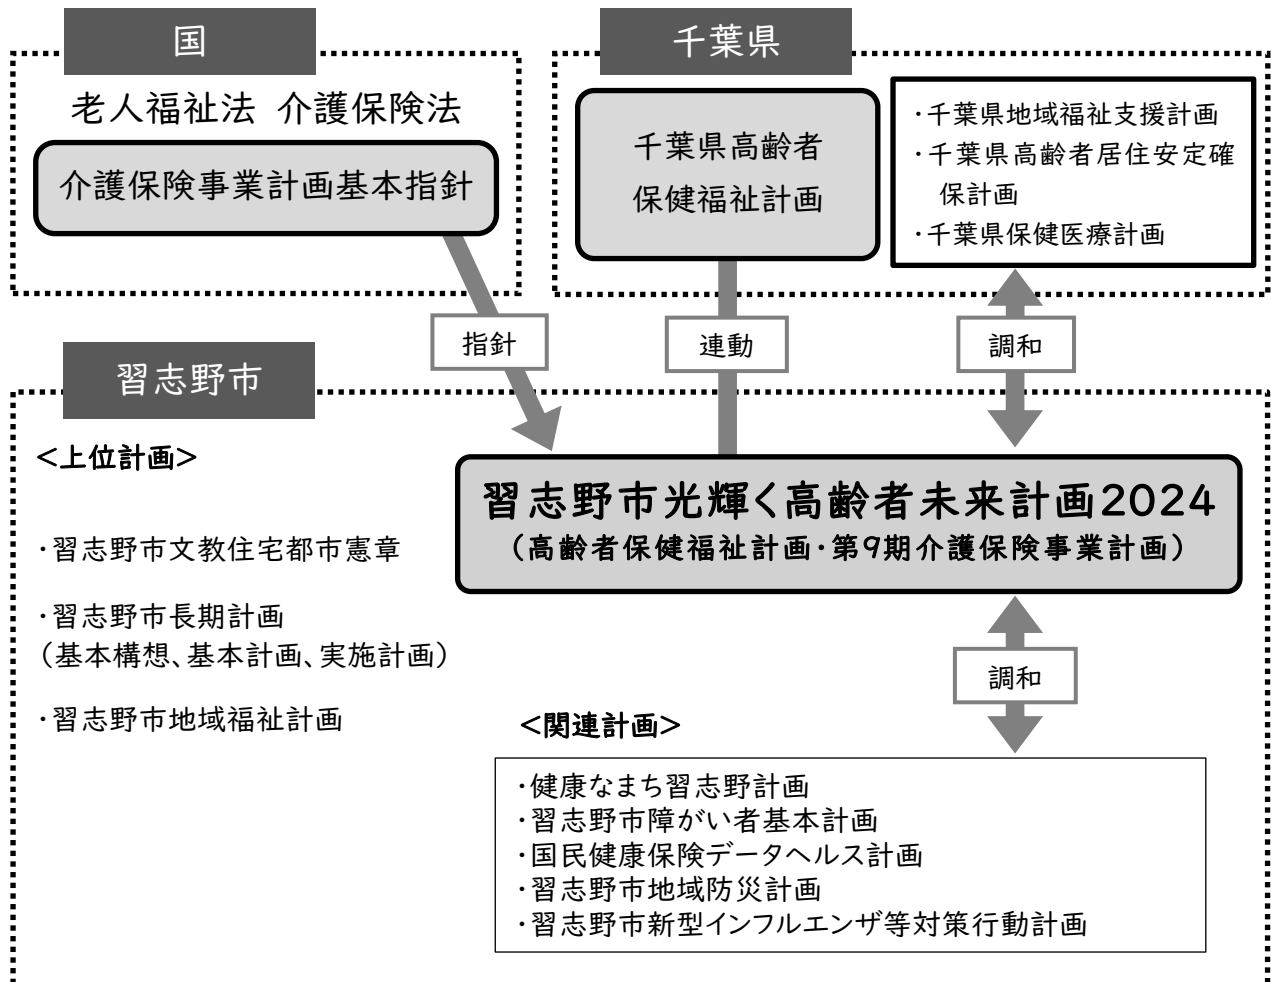 国
老人福祉法 介護保険法
介護保険事業計画基本指針
千葉県
千葉県高齢者
保健福祉計画
・千葉県地域福祉支援計画
・千葉県高齢者居住安定確
保計画
・千葉県保健医療計画
指針
連動
調和
習志野市
<上位計画>
・習志野市文教住宅都市憲章
・習志野市長期計画
（基本構想、基本計画、実施計画）
・習志野市地域福祉計画
習志野市光輝く高齢者未来計画2024
（高齢者保健福祉計画・第9期介護保険事業計画）
調和
<関連計画>
・健康なまち習志野計画
・習志野市障がい者基本計画
・国民健康保険データヘルス計画
・習志野市地域防災計画
・習志野市新型インフルエンザ等対策行動計画